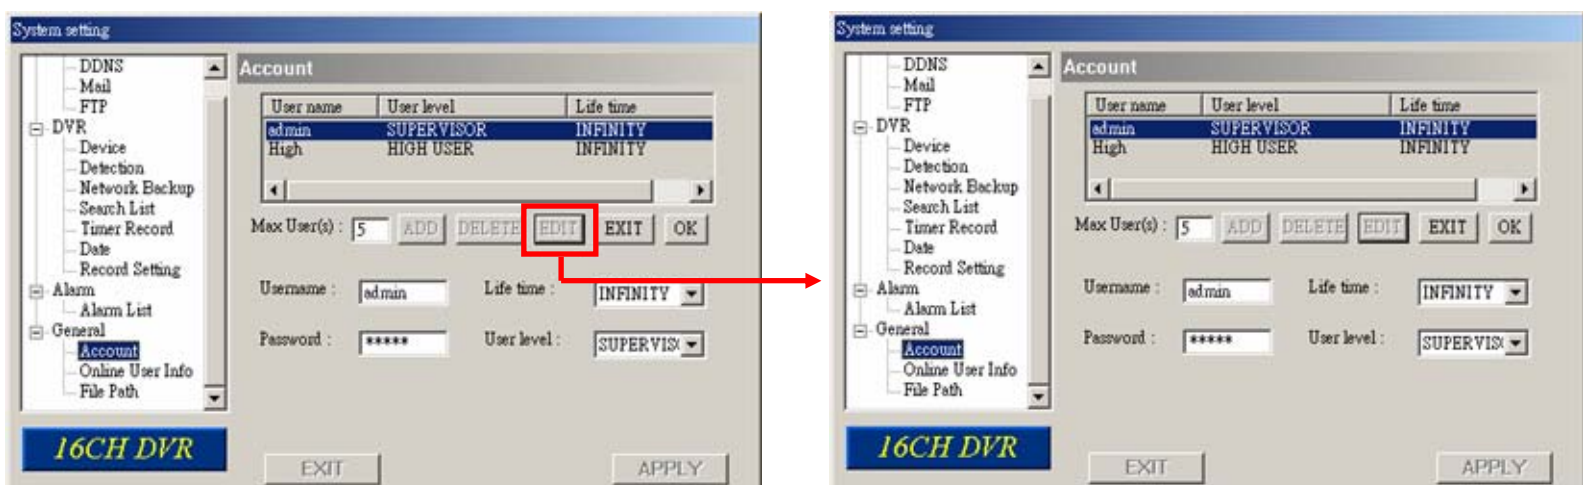 System setting
DDNS
Mail
FTP
DVR
Device
Detection
Network Backup
Search List
Timer Record
Date
Record Setting
Alarm
Alarm List
General
Account
Online User Info
File Path
16CH DVR
Account
User name User level Life time
admin SUPERVISOR INFINITY
High HIGH USER INFINITY
Max User(s) : 5 ADD DELETE EDIT EXIT OK
Username : admin Life time : INFINITY
Password : ***** User level : SUPERVIS
EXIT APPLY
System setting
DDNS
Mail
FTP
DVR
Device
Detection
Network Backup
Search List
Timer Record
Date
Record Setting
Alarm
Alarm List
General
Account
Online User Info
File Path
16CH DVR
Account
User name User level Life time
admin SUPERVISOR INFINITY
High HIGH USER INFINITY
Max User(s) : 5 ADD DELETE EDIT EXIT OK
Username : admin Life time : INFINITY
Password : ***** User level : SUPERVIS
EXIT APPLY